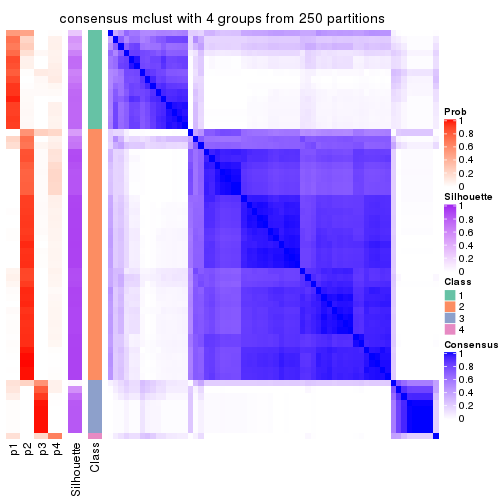 consensus mclust with 4 groups from 250 partitions
Prob
1
0.8
0.6
0.4
0.2
0
Silhouette
1
0.8
0.6
0.4
0.2
0
Class
1
2
3
4
Consensus
1
0.8
0.6
0.4
0.2
0
p1
p2
p3
p4
Silhouette
Class